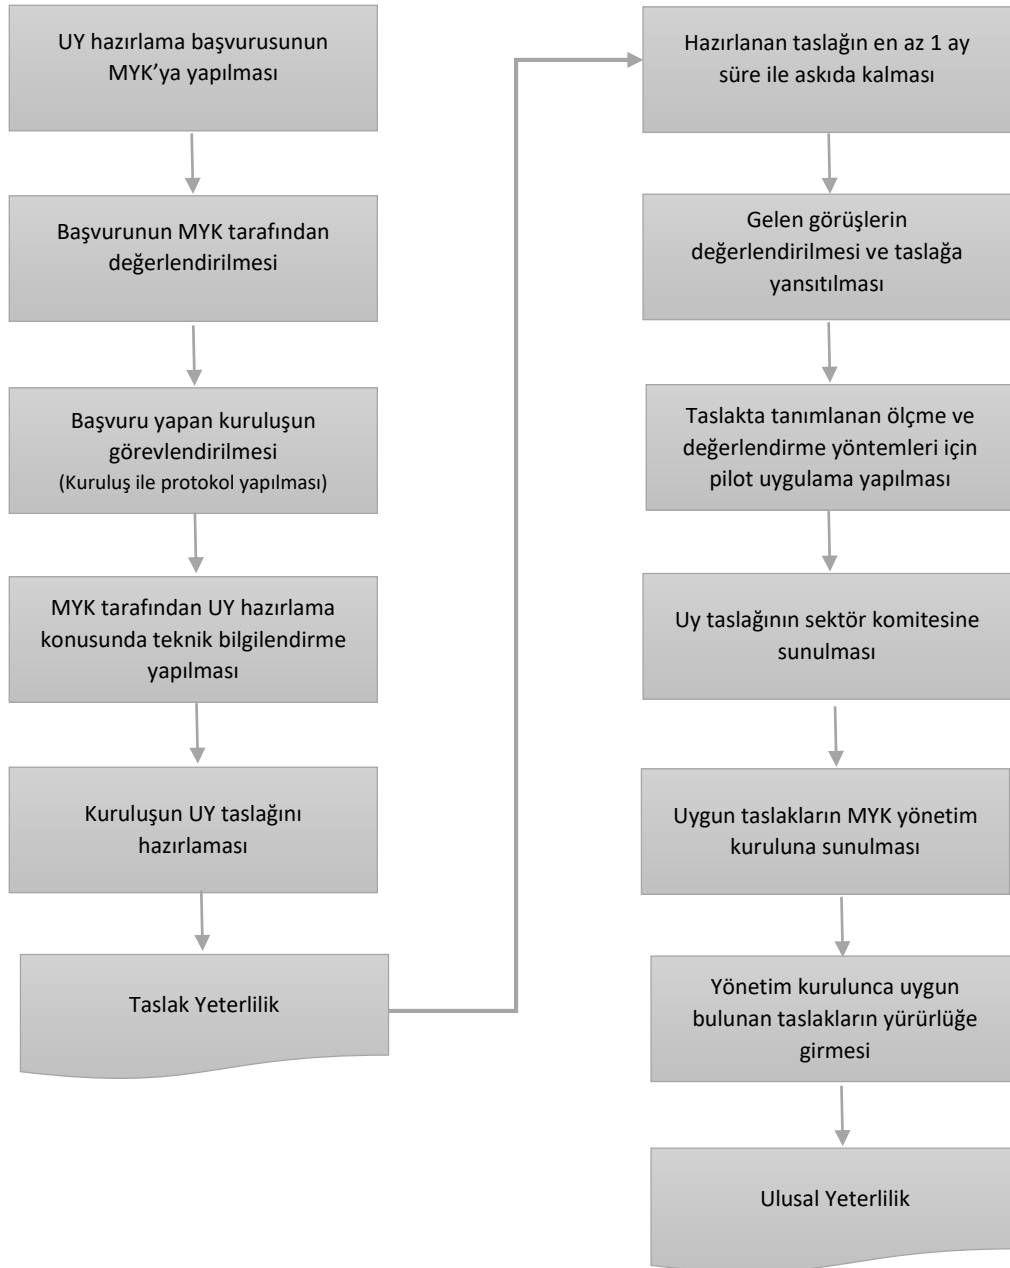 UY hazırlama başvurusunun
MYK’ya yapılması
Başvurunun MYK tarafından
değerlendirilmesi
Başvuru yapan kuruluşun
görevlendirilmesi
(Kuruluş ile protokol yapılması)
MYK tarafından UY hazırlama
konusunda teknik bilgilendirme
yapılması
Kuruluşun UY taslağını
hazırlaması
Taslak Yeterlilik
Hazırlanan taslağın en az 1 ay
süre ile askıda kalması
Gelen görüşlerin
değerlendirilmesi ve taslağa
yansıtılması
Taslakta tanımlanan ölçme ve
değerlendirme yöntemleri için
pilot uygulama yapılması
Uy taslağının sektör komitesine
sunulması
Uygun taslakların MYK yönetim
kuruluna sunulması
Yönetim kurulunca uygun
bulunan taslakların yürürlüğe
girmesi
Ulusal Yeterlilik